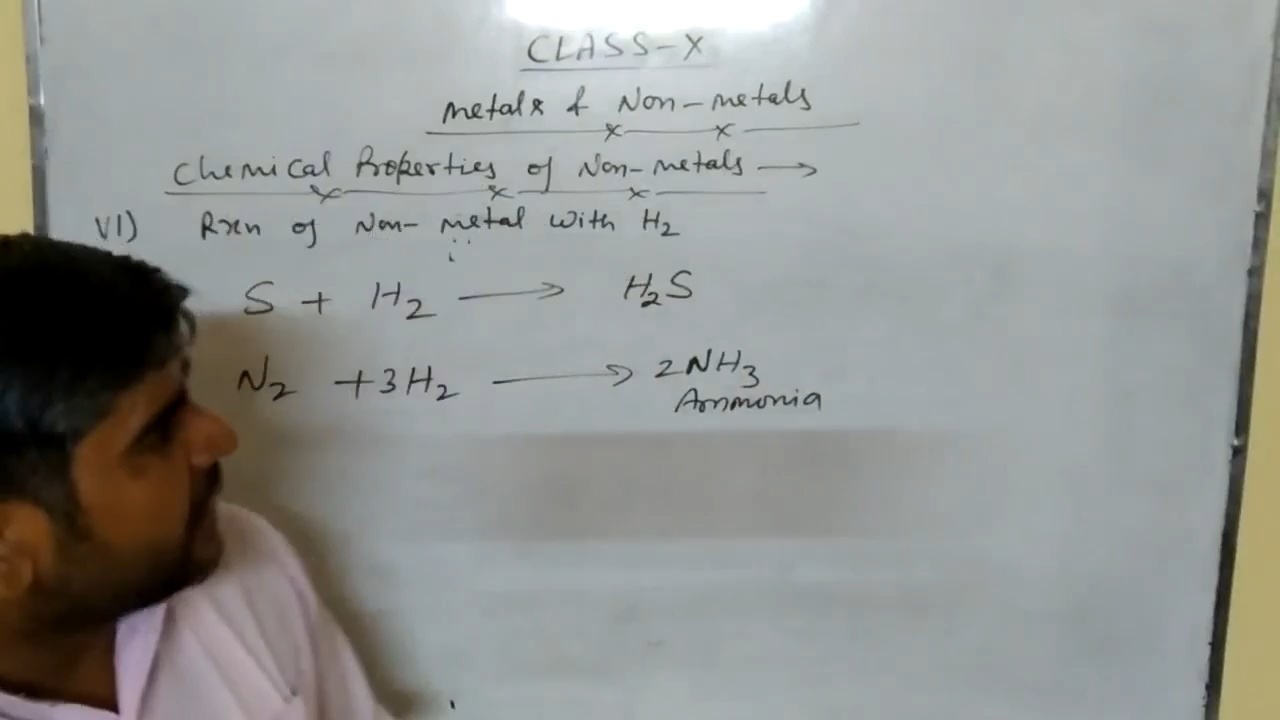 CLASS-X
Metals & Non-metals
Chemical Properties of Non-metals →
VI) Rxn of Non-metal with H₂
S + H₂ → H₂S
N₂ + 3H₂ → 2NH₃
Ammonia